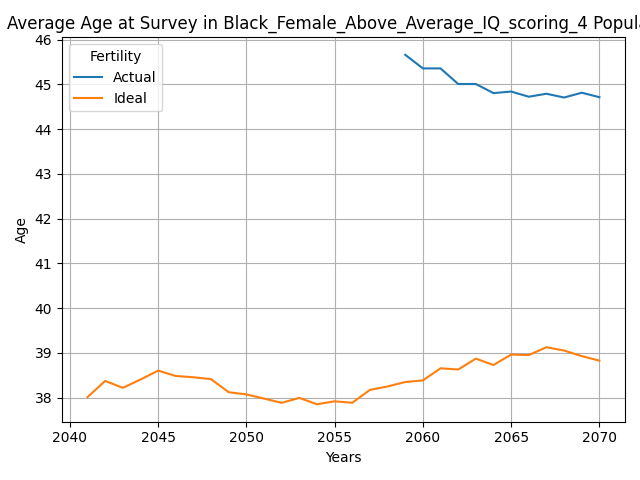 Average Age at Survey in Black_Female_Above_Average_IQ_scoring_4 Popula
Fertility
Actual
Ideal
46
45
44
43
42
41
40
39
38
Age
2040 2045 2050 2055 2060 2065 2070
Years